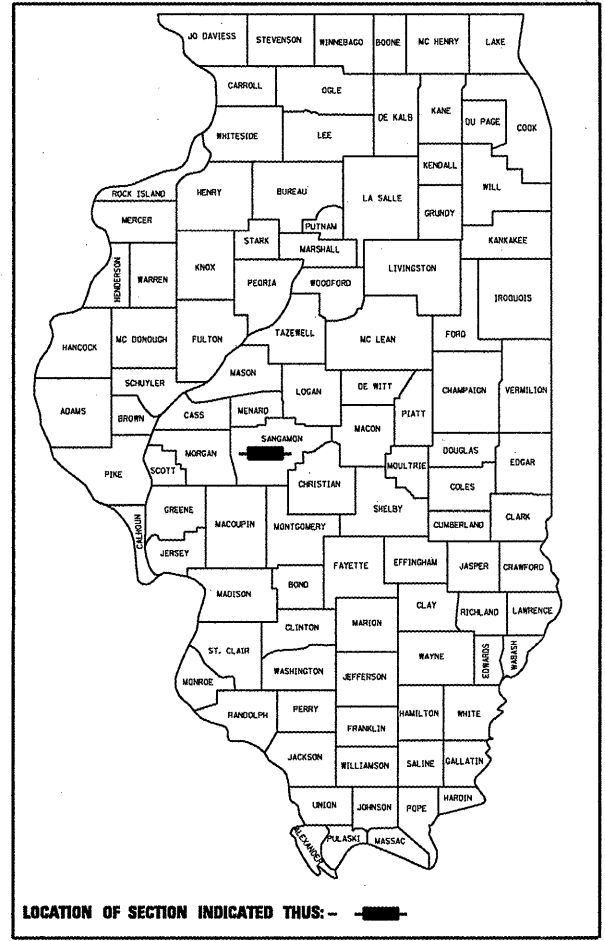 JO DAVIESS
STEVENSON
WINNEBAGO
BOONE
MC HENRY
LAKE
CARROLL
OGLE
DE KALB
KANE
DU PAGE
COOK
WHITESIDE
LEE
KENDALL
WILL
ROCK ISLAND
HENRY
BUREAU
LA SALLE
GRUNDY
MERCER
PUTNAM
STARK
MARSHALL
KANKAKEE
HENDERSON
WARREN
KNOX
PEORIA
WOODFORD
LIVINGSTON
IROQUOIS
HANCOCK
MC DONOUGH
FULTON
TAZEWELL
MC LEAN
FORD
SCHUYLER
MASON
LOGAN
DE WITT
CHAMPAIGN
VERMILION
ADAMS
BROWN
CASS
MENARD
MACON
PIATT
SANGAMON
PIKE
SCOTT
MORGAN
CHRISTIAN
MOULTRIE
DOUGLAS
EDGAR
COLES
CALHOUN
GREENE
MACOUPIN
MONTGOMERY
SHELBY
CUMBERLAND
CLARK
JERSEY
FAYETTE
EFFINGHAM
JASPER
CRAWFORD
MADISON
BOND
CLAY
RICHLAND
LAWRENCE
CLINTON
MARION
ST. CLAIR
WAYNE
EDWARDS
WABASH
MONROE
WASHINGTON
JEFFERSON
RANDOLPH
PERRY
HAMILTON
WHITE
FRANKLIN
JACKSON
WILLIAMSON
SALINE
GALLATIN
UNION
JOHNSON
POPE
HARDIN
ALEXANDER
PULASKI
MASSAC
LOCATION OF SECTION INDICATED THUS: -